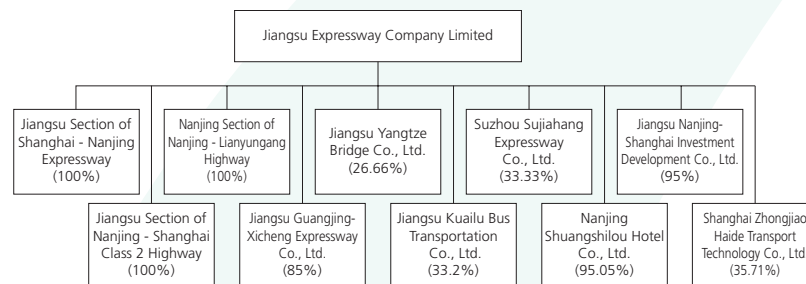 Jiangsu Expressway Company Limited
Jiangsu Section of
Shanghai - Nanjing
Expressway
(100%)
Nanjing Section of
Nanjing - Lianyungang
Highway
(100%)
Jiangsu Yangtze
Bridge Co., Ltd.
(26.66%)
Suzhou Sujiahang
Expressway
Co., Ltd.
(33.33%)
Jiangsu Nanjing-
Shanghai Investment
Development Co., Ltd.
(95%)
Jiangsu Section of
Nanjing - Shanghai
Class 2 Highway
(100%)
Jiangsu Guangjing-
Xicheng Expressway
Co., Ltd.
(85%)
Jiangsu Kuailu Bus
Transportation
Co., Ltd.
(33.2%)
Nanjing
Shuangshilou Hotel
Co., Ltd.
(95.05%)
Shanghai Zhongjiao
Haide Transport
Technology Co., Ltd
(35.71%)